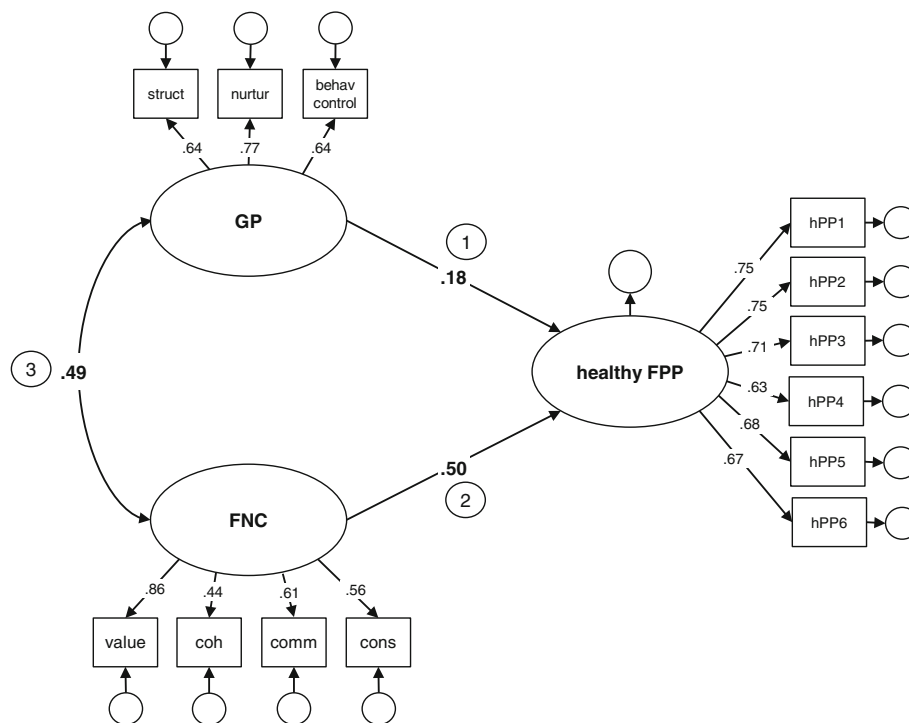 struct
nurtur
behav
control
.64
.77
.64
GP
1
.18
hPP1
hPP2
hPP3
hPP4
hPP5
hPP6
.75
.75
.71
.63
.68
.67
healthy FPP
3
.49
.50
2
FNC
.86
.44
.61
.56
value
coh
comm
cons